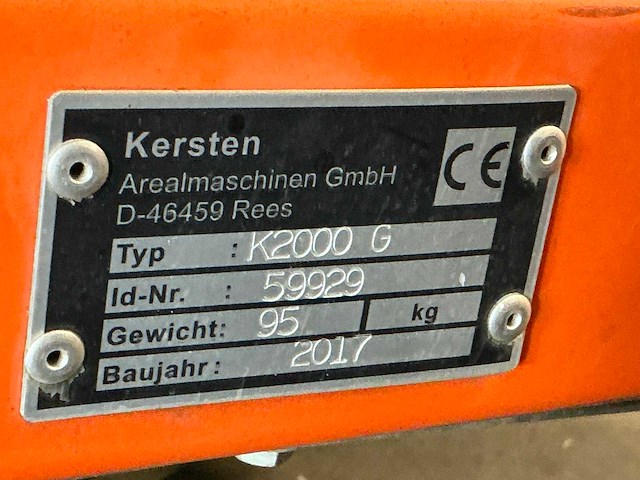 Kersten
Arealmaschinen GmbH
D-46459 Rees
CE
Typ : K2000 G
Id-Nr. : 59929
Gewicht: 95 kg
Baujahr: 2017